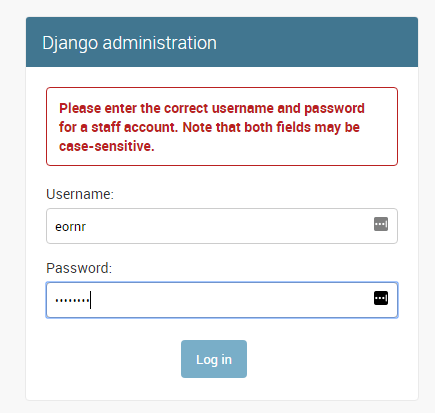 Django administration
Please enter the correct username and password
for a staff account. Note that both fields may be
case-sensitive.
Username:
eornr
Password:
••••••••
Log in